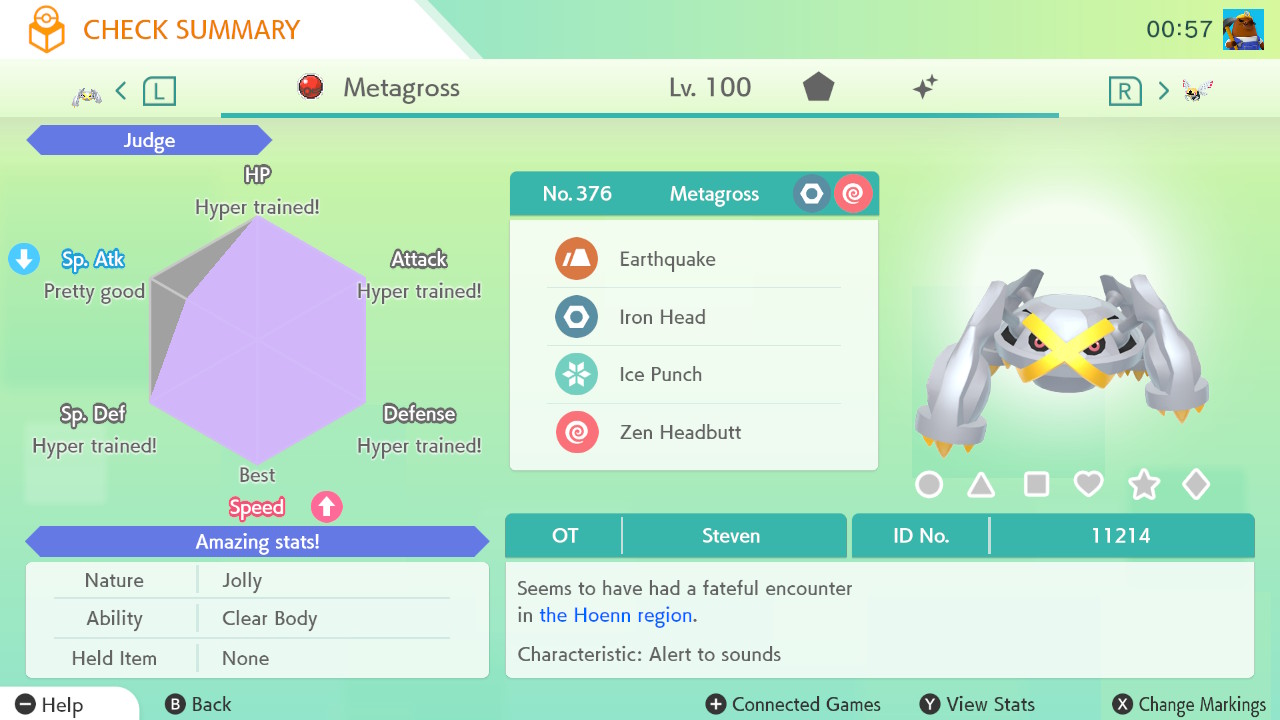 CHECK SUMMARY
00:57
L
Metagross
Lv. 100
R
Judge
HP
Hyper trained!
Sp. Atk
Pretty good
Attack
Hyper trained!
Sp. Def
Hyper trained!
Defense
Hyper trained!
Best
Speed
Amazing stats!
Nature Jolly
Ability Clear Body
Held Item None
No. 376 Metagross
Earthquake
Iron Head
Ice Punch
Zen Headbutt
OT Steven
ID No. 11214
Seems to have had a fateful encounter
in the Hoenn region.
Characteristic: Alert to sounds
Help
B Back
Connected Games
Y View Stats
X Change Markings